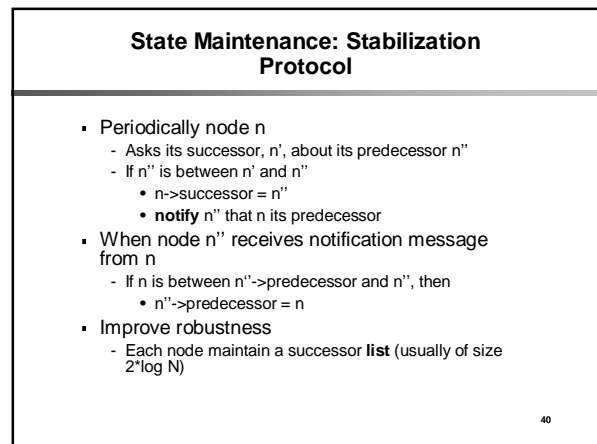 State Maintenance: Stabilization
Protocol
▪ Periodically node n
- Asks its successor, n', about its predecessor n''
- If n'' is between n' and n''
• n->successor = n''
• notify n'' that n its predecessor
▪ When node n'' receives notification message
from n
- If n is between n''->predecessor and n'', then
• n''->predecessor = n
▪ Improve robustness
- Each node maintain a successor list (usually of size
2*log N)
40